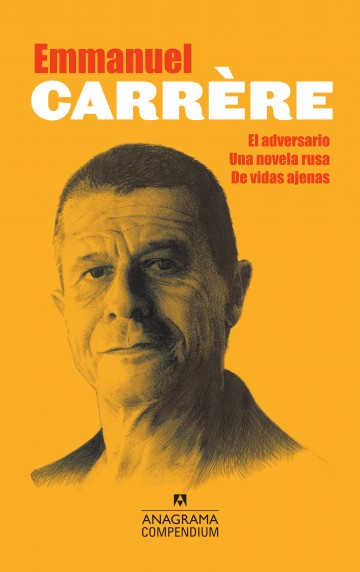 Emmanuel
CARRÈRE
El adversario
Una novela rusa
De vidas ajenas
ANAGRAMA
COMPENDIUM